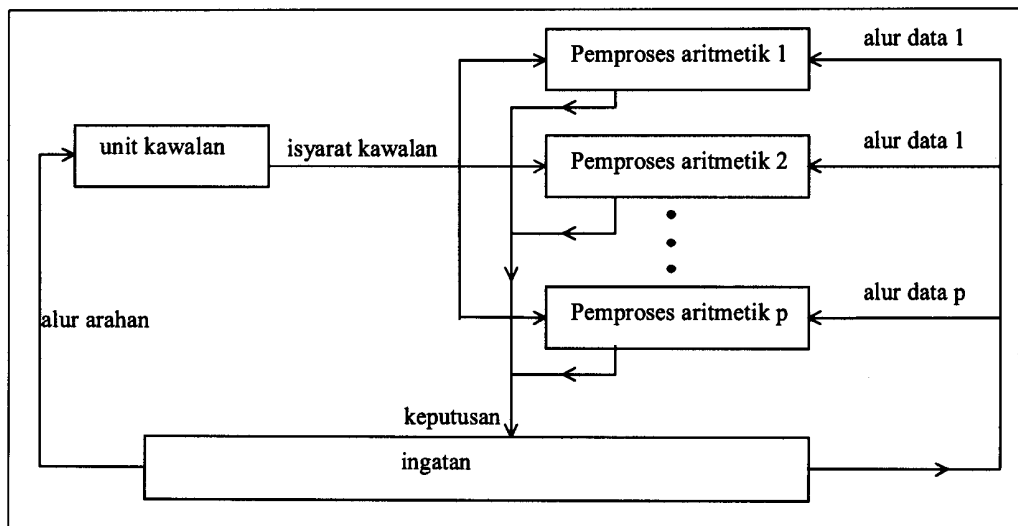 Pemproses aritmetik 1
alur data 1
unit kawalan
isyarat kawalan
Pemproses aritmetik 2
alur data 1
Pemproses aritmetik p
alur data p
alur arahan
keputusan
ingatan